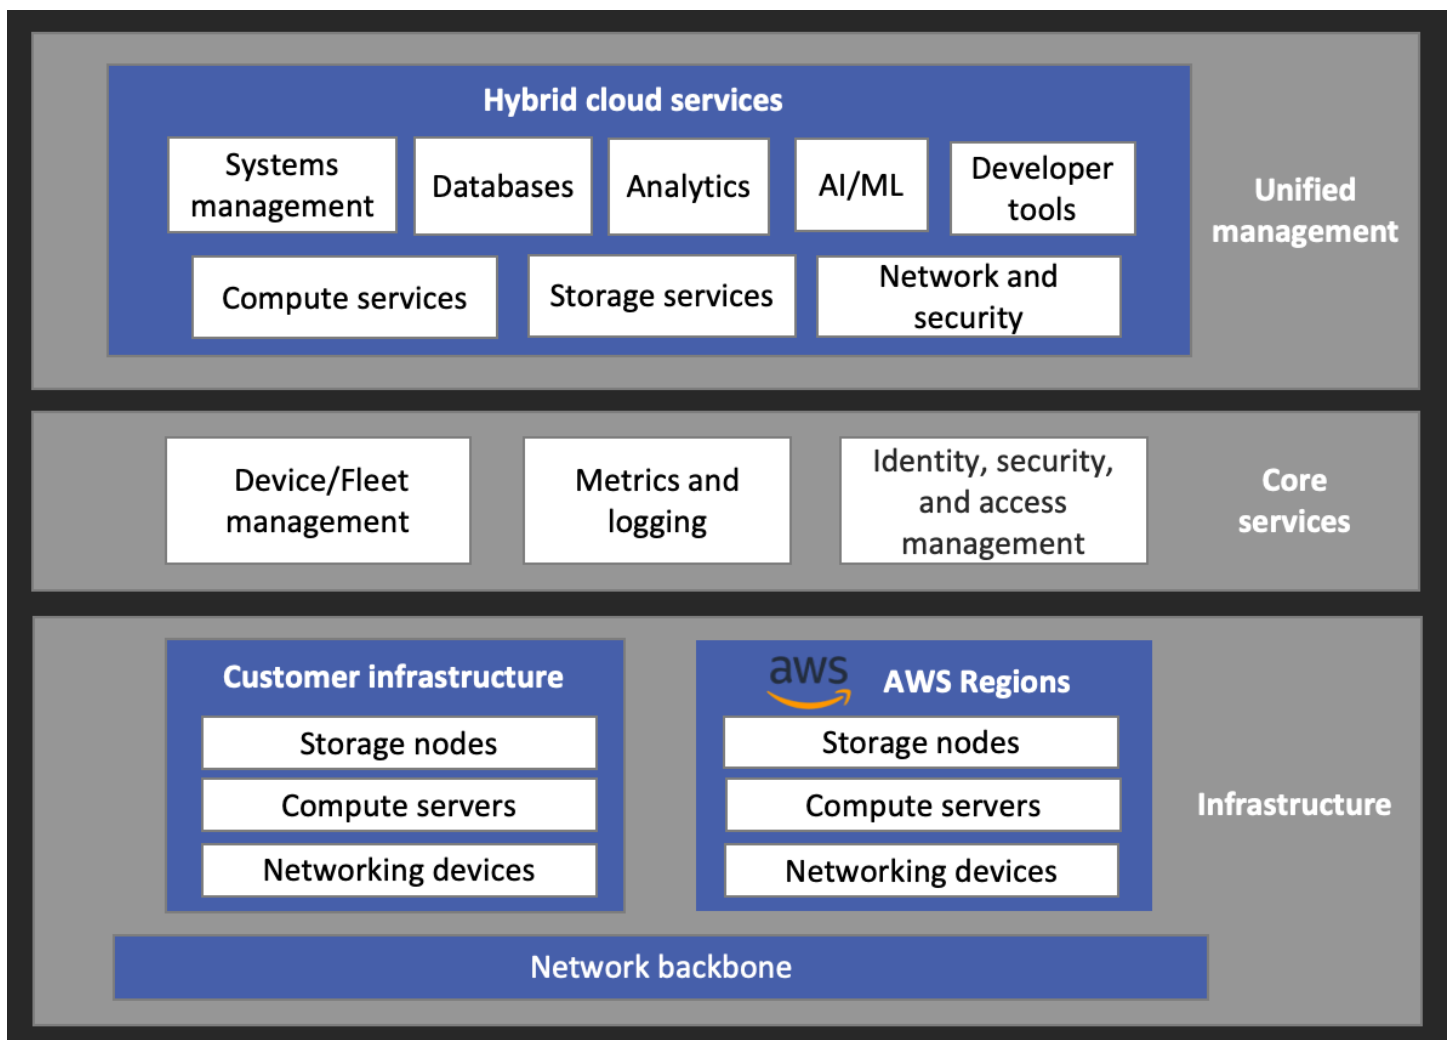 Hybrid cloud services
Systems
management
Databases
Analytics
AI/ML
Developer
tools
Compute services
Storage services
Network and
security
Unified
management
Device/Fleet
management
Metrics and
logging
Identity, security,
and access
management
Core
services
Customer infrastructure
Storage nodes
Compute servers
Networking devices
aws
AWS Regions
Storage nodes
Compute servers
Networking devices
Infrastructure
Network backbone